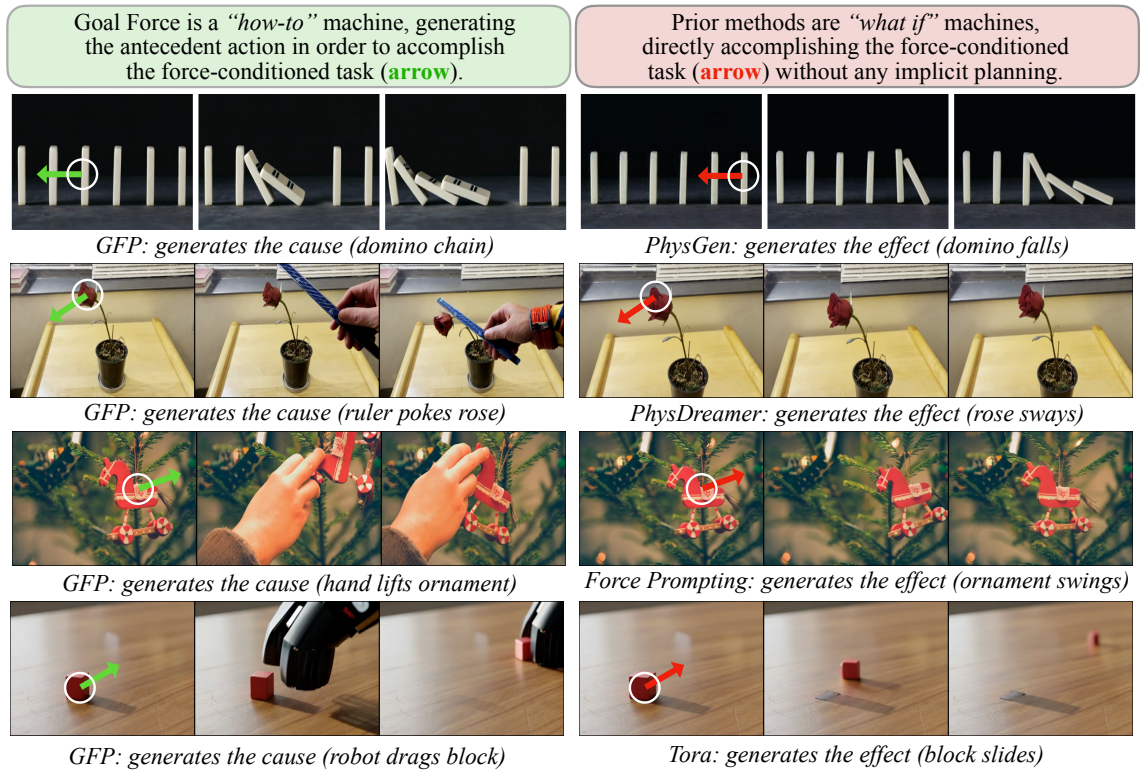 Goal Force is a “how-to” machine, generating
the antecedent action in order to accomplish
the force-conditioned task (arrow).
Prior methods are “what if” machines,
directly accomplishing the force-conditioned
task (arrow) without any implicit planning.
GFP: generates the cause (domino chain)
PhysGen: generates the effect (domino falls)
GFP: generates the cause (ruler pokes rose)
PhysDreamer: generates the effect (rose sways)
GFP: generates the cause (hand lifts ornament)
Force Prompting: generates the effect (ornament swings)
GFP: generates the cause (robot drags block)
Tora: generates the effect (block slides)